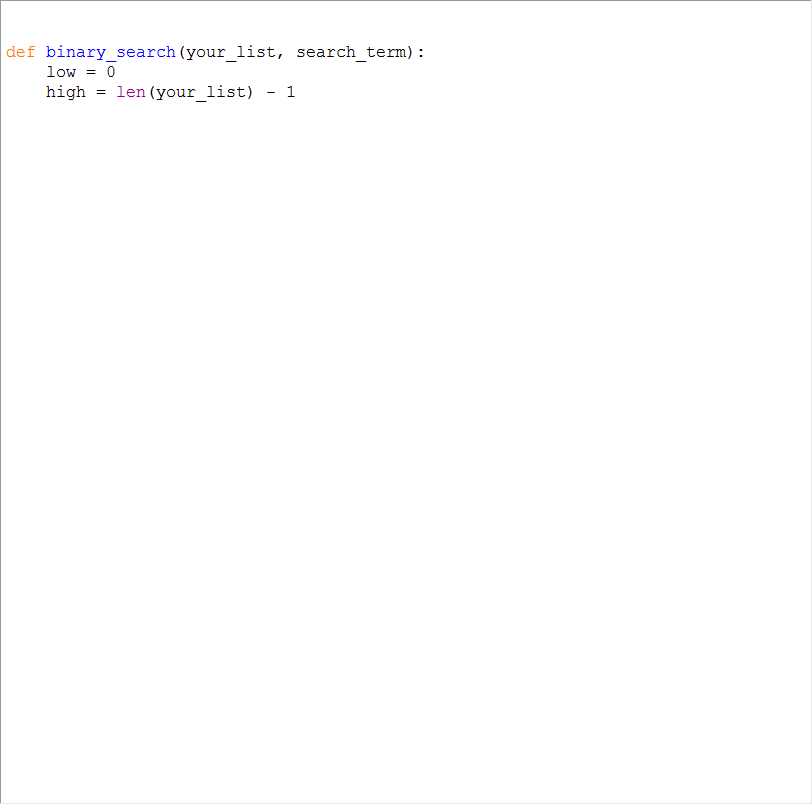 def binary_search(your_list, search_term):
    low = 0
    high = len(your_list) - 1